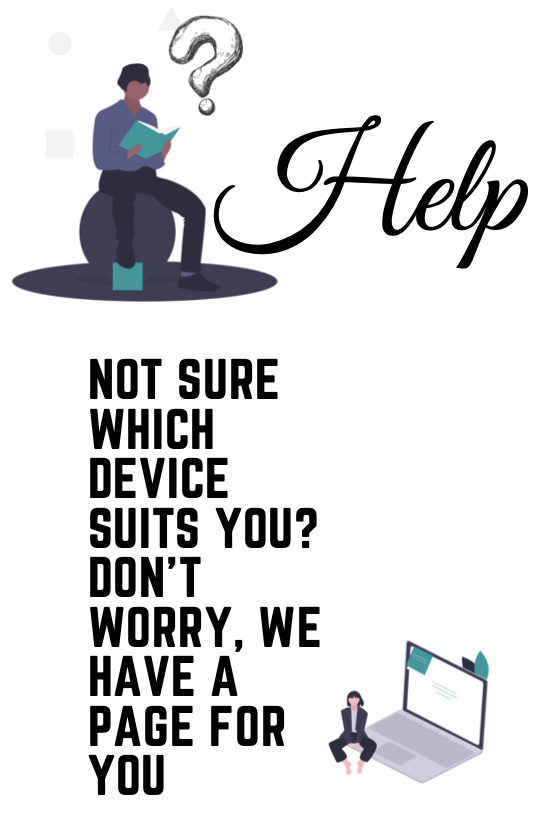 ?
Help
NOT SURE
WHICH
DEVICE
SUITS YOU?
DON'T
WORRY, WE
HAVE A
PAGE FOR
YOU